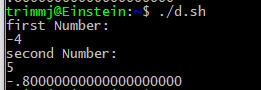 trimmj@Einstein:~$ ./d.sh
first Number:
-4
second Number:
5
-.80000000000000000000